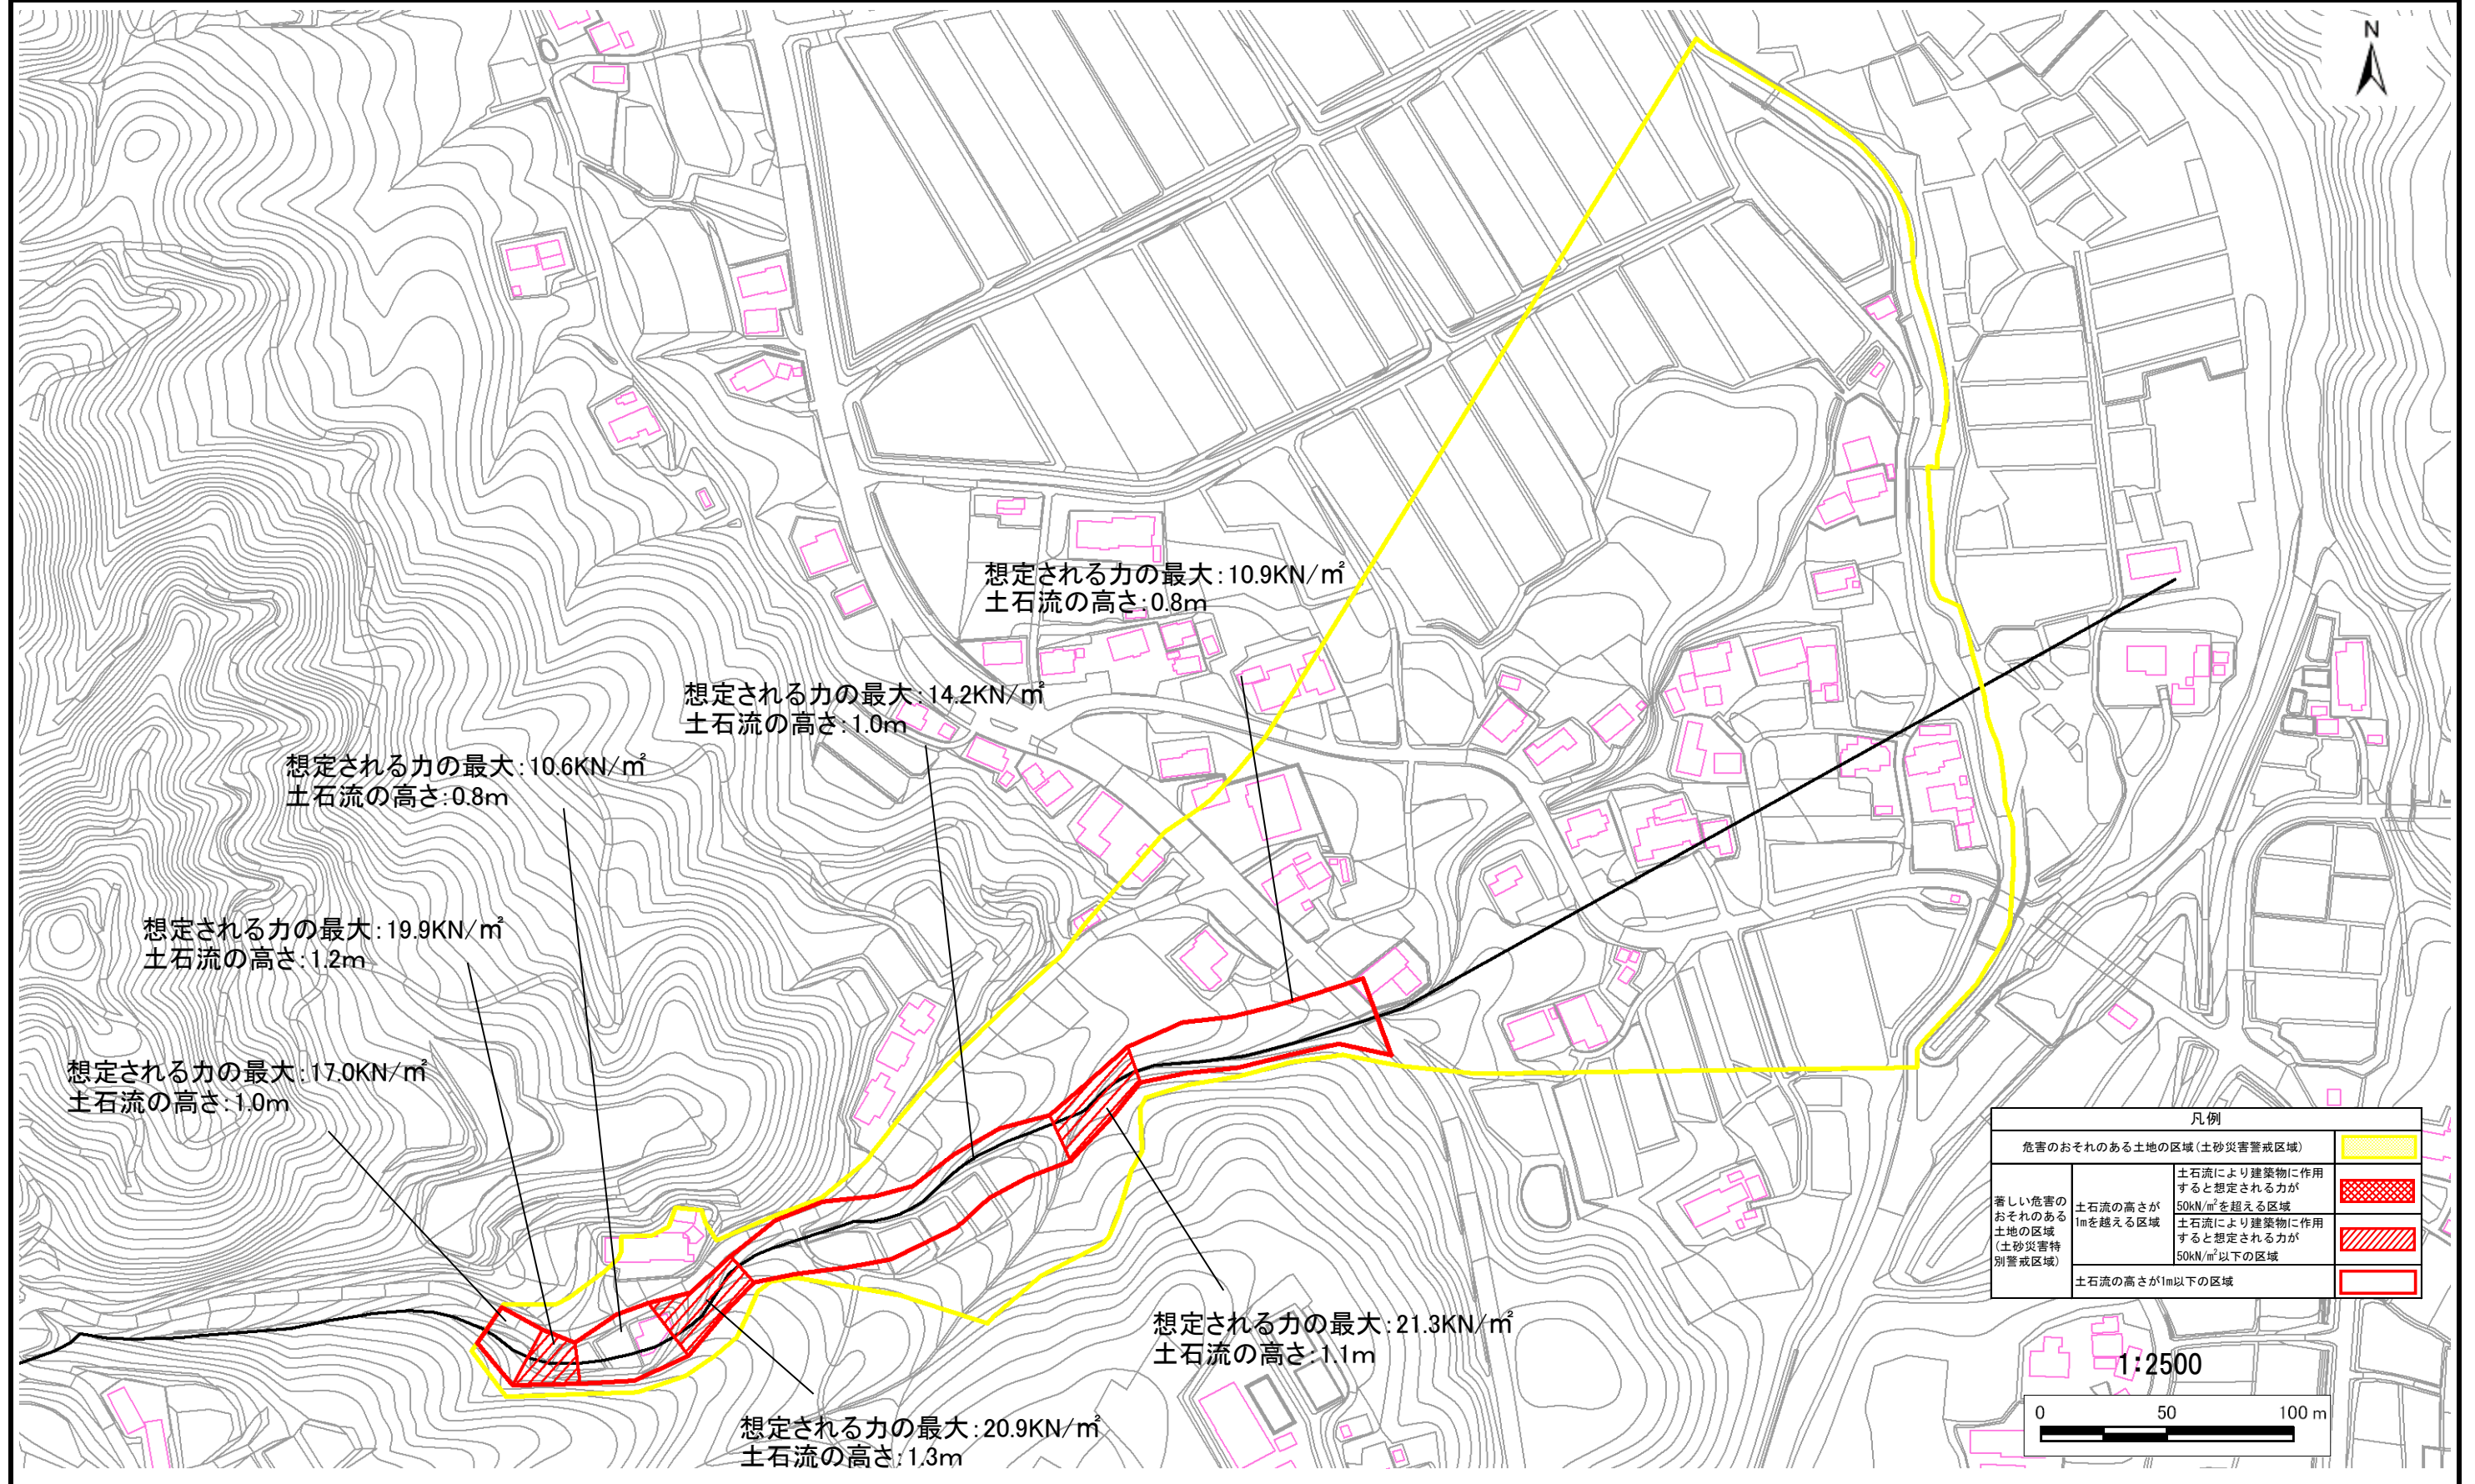 N
想定される力の最大:10.9KN/㎡
土石流の高さ:0.8m
想定される力の最大:14.2KN/㎡
土石流の高さ:1.0m
想定される力の最大:10.6KN/㎡
土石流の高さ:0.8m
想定される力の最大:19.9KN/㎡
土石流の高さ:1.2m
想定される力の最大:17.0KN/㎡
土石流の高さ:1.0m
想定される力の最大:21.3KN/㎡
土石流の高さ:1.1m
想定される力の最大:20.9KN/㎡
土石流の高さ:1.3m
凡例
危害のおそれのある土地の区域(土砂災害警戒区域)
著しい危害の
おそれのある
土地の区域
(土砂災害特
別警戒区域)
土石流の高さが
1mを越える区域
土石流により建築物に作用
すると想定される力が
50kN/㎡を超える区域
土石流により建築物に作用
すると想定される力が
50kN/㎡以下の区域
土石流の高さが1m以下の区域
1:2500
0 50 100 m